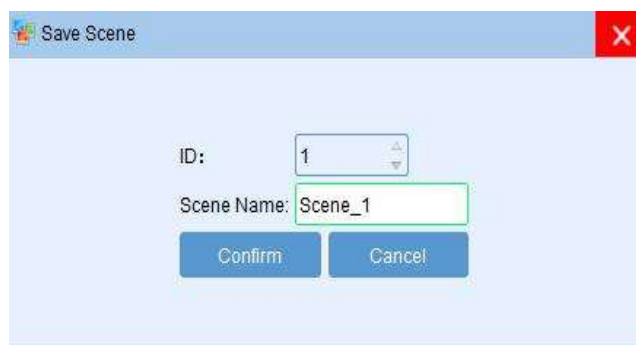 Save Scene
ID: 1
Scene Name: Scene_1
Confirm Cancel